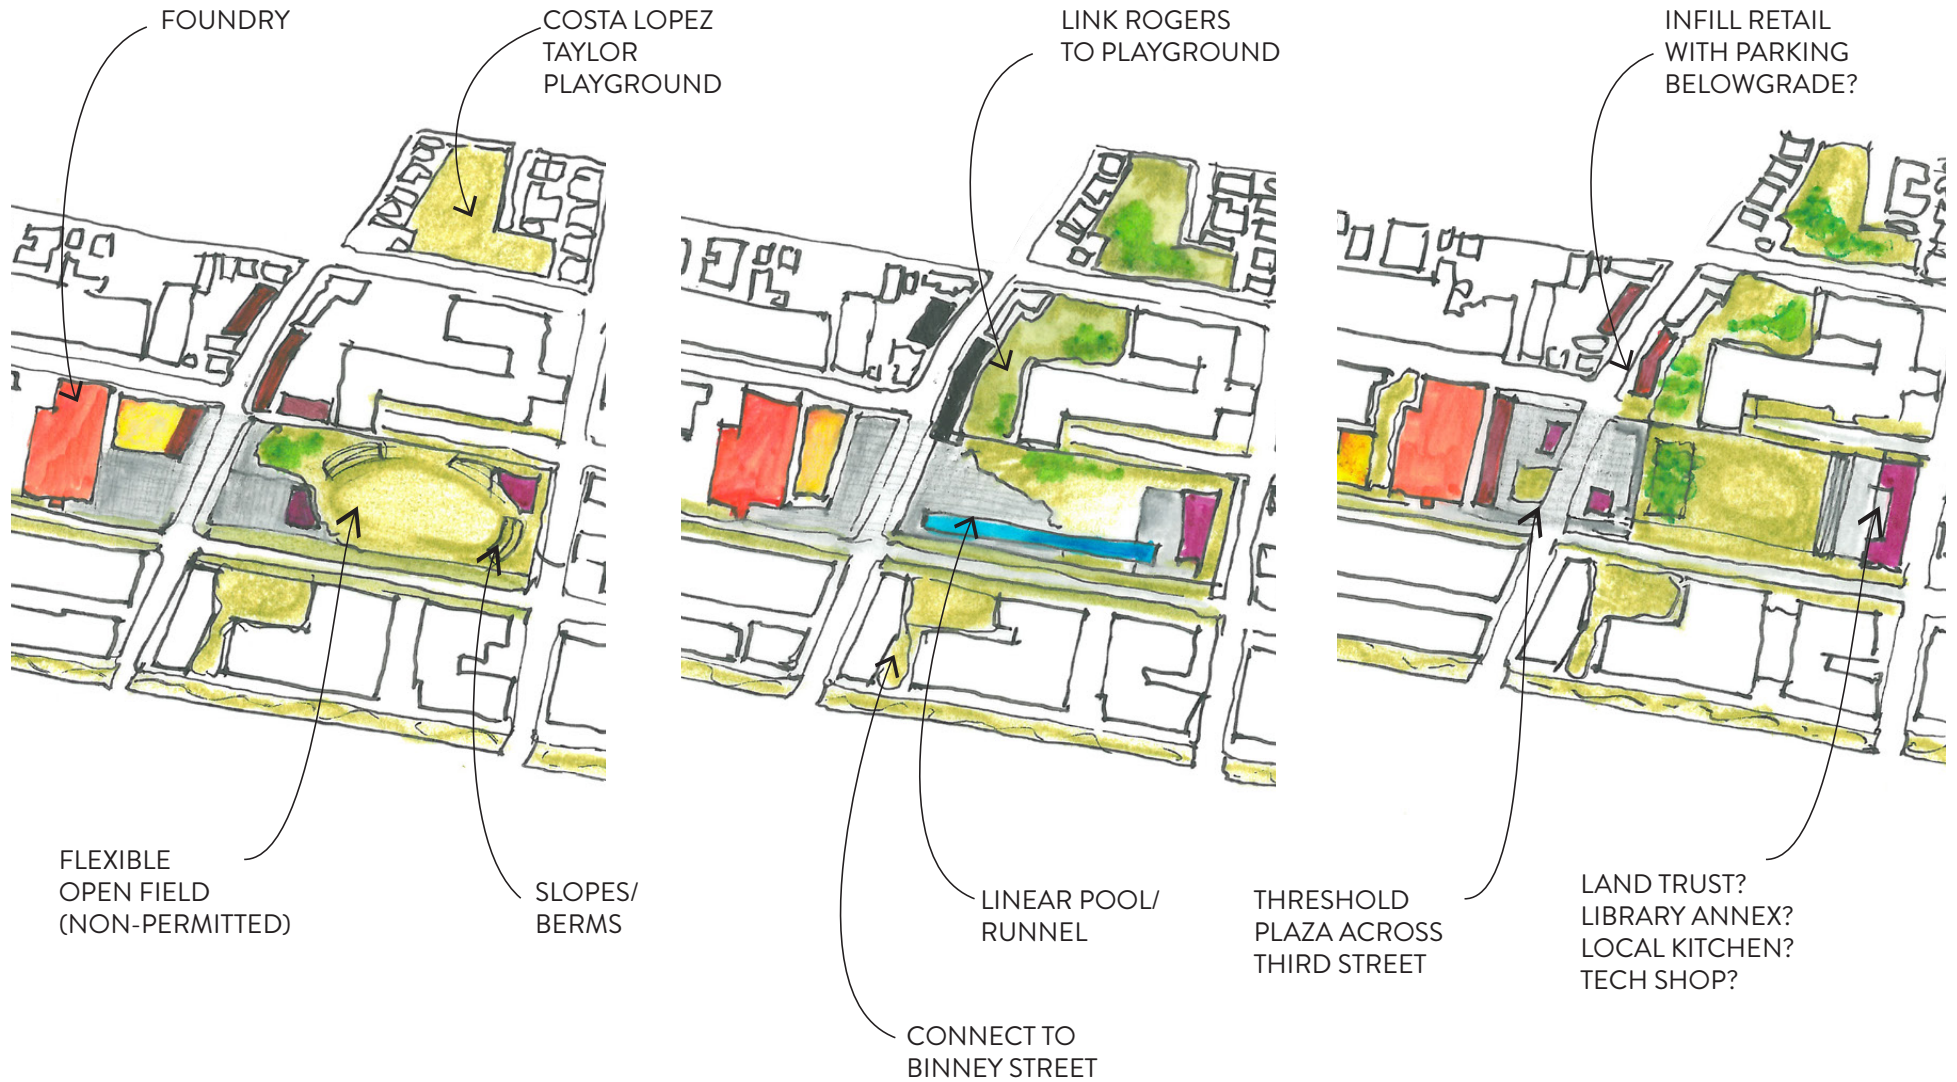 FOUNDRY
COSTA LOPEZ
TAYLOR
PLAYGROUND
LINK ROGERS
TO PLAYGROUND
INFILL RETAIL
WITH PARKING
BELOWGRADE?
FLEXIBLE
OPEN FIELD
(NON-PERMITTED)
SLOPES/
BERMS
LINEAR POOL/
RUNNEL
CONNECT TO
BINNEY STREET
THRESHOLD
PLAZA ACROSS
THIRD STREET
LAND TRUST?
LIBRARY ANNEX?
LOCAL KITCHEN?
TECH SHOP?